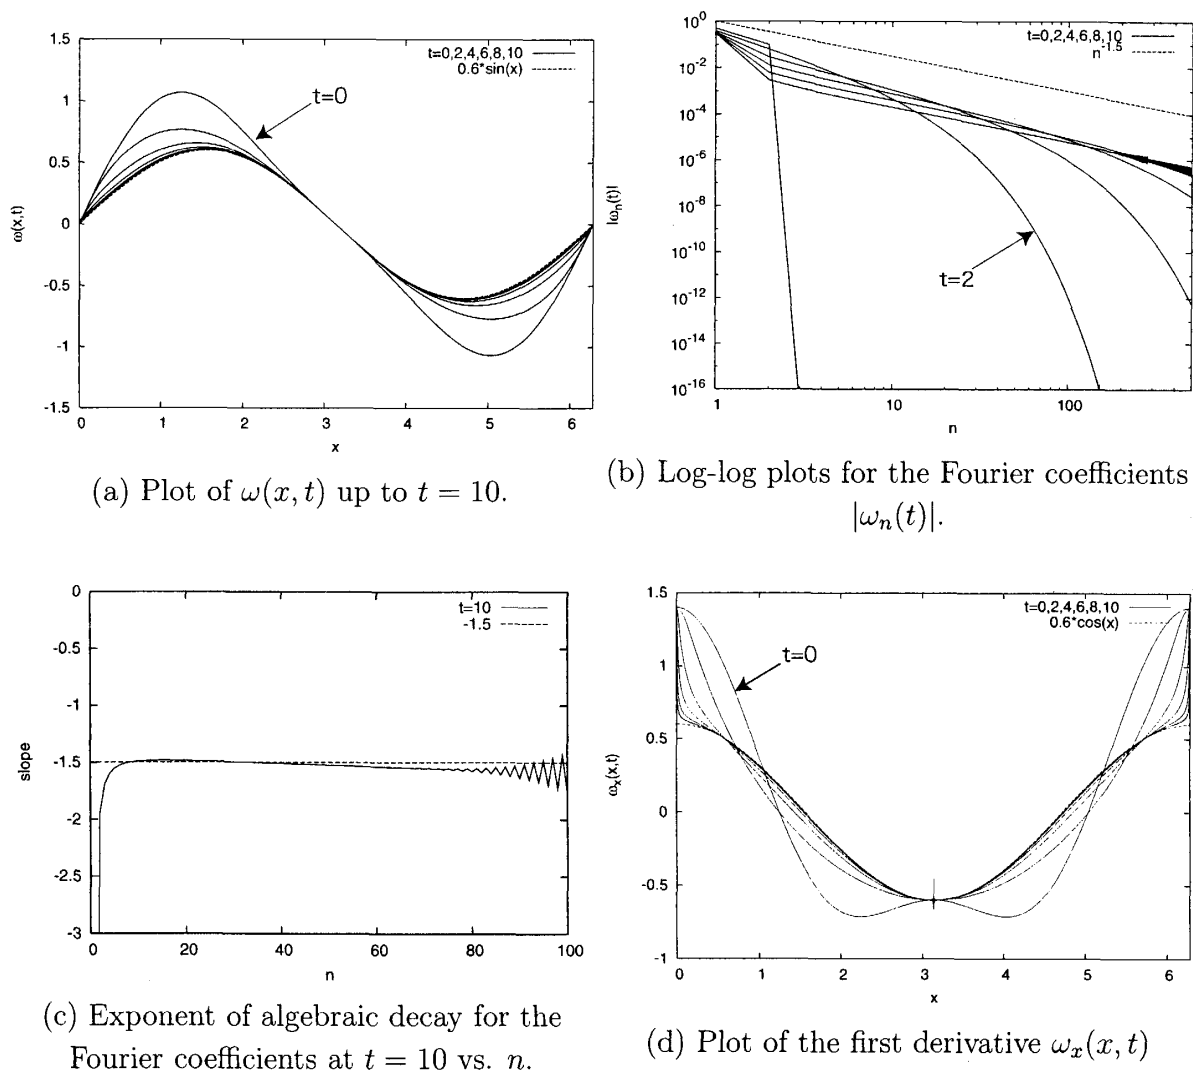 1.5
1
0.5
0
-0.5
-1
-1.5
ω(x,t)
t=0,2,4,6,8,10
0.6*sin(x)
t=0
0 1 2 3 4 5 6
x
(a) Plot of ω(x, t) up to t = 10.
10^0
10^-2
10^-4
10^-6
10^-8
10^-10
10^-12
10^-14
10^-16
|ω_n(t)|
t=0,2,4,6,8,10
n^-1.5
t=2
1 10 100
n
(b) Log-log plots for the Fourier coefficients
|ω_n(t)|.
0
-0.5
-1
-1.5
-2
-2.5
-3
slope
t=10
-1.5
0 20 40 60 80 100
n
(c) Exponent of algebraic decay for the
Fourier coefficients at t = 10 vs. n.
1.5
1
0.5
0
-0.5
-1
ω_x(x,t)
t=0,2,4,6,8,10
0.6*cos(x)
t=0
0 1 2 3 4 5 6
x
(d) Plot of the first derivative ω_x(x, t)